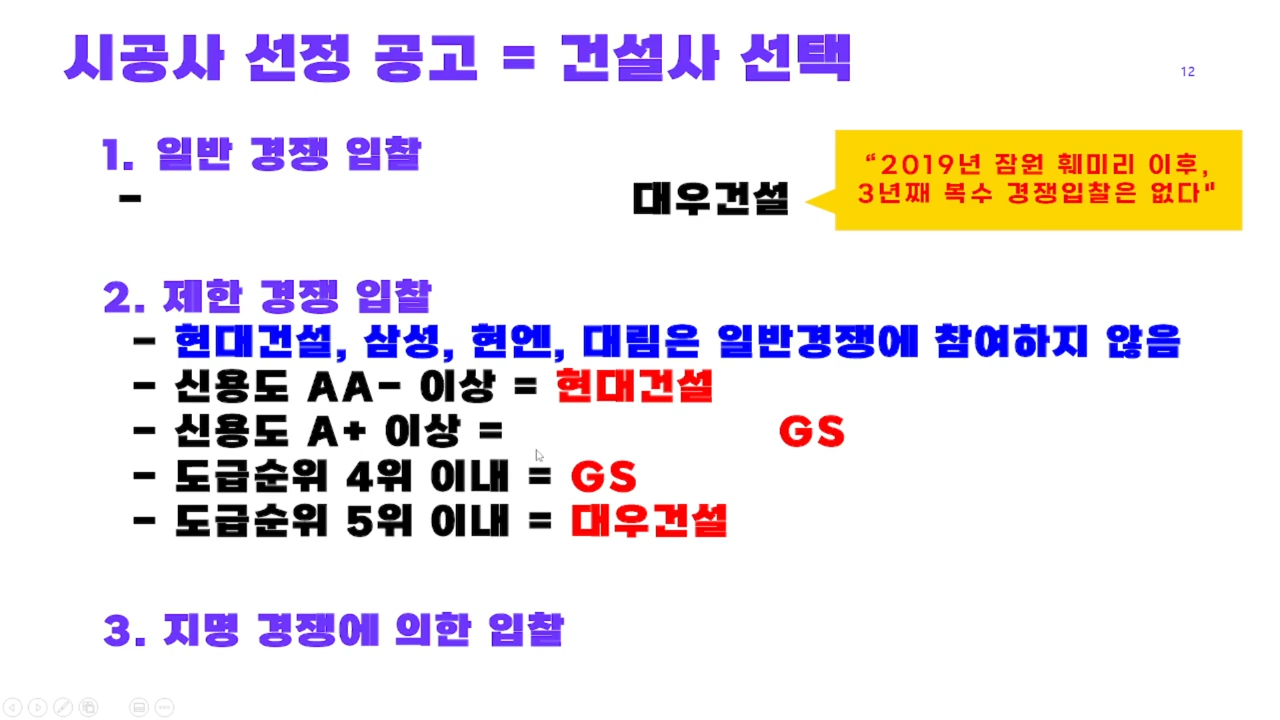 시공사 선정 공고 = 건설사 선택
12
1. 일반 경쟁 입찰
- 대우건설
“2019년 잠원 훼미리 이후,
3년째 복수 경쟁입찰은 없다"
2. 제한 경쟁 입찰
- 현대건설, 삼성, 현엔, 대림은 일반경쟁에 참여하지 않음
- 신용도 AA- 이상 = 현대건설
- 신용도 A+ 이상 = GS
- 도급순위 4위 이내 = GS
- 도급순위 5위 이내 = 대우건설
3. 지명 경쟁에 의한 입찰